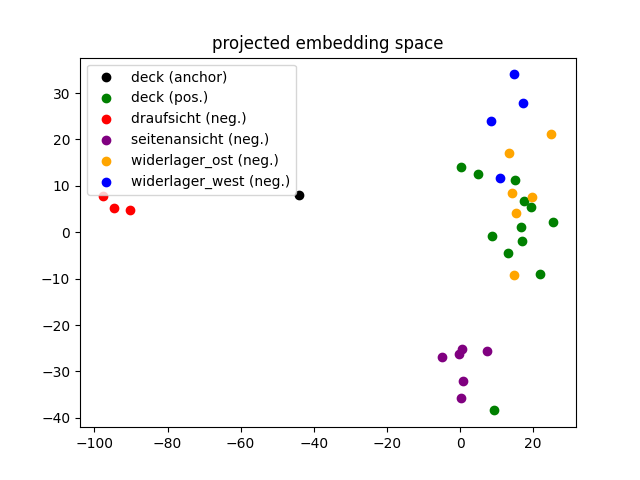 projected embedding space
deck (anchor)
deck (pos.)
draufsicht (neg.)
seitenansicht (neg.)
widerlager_ost (neg.)
widerlager_west (neg.)
30
20
10
0
−10
−20
−30
−40
−100 −80 −60 −40 −20 0 20